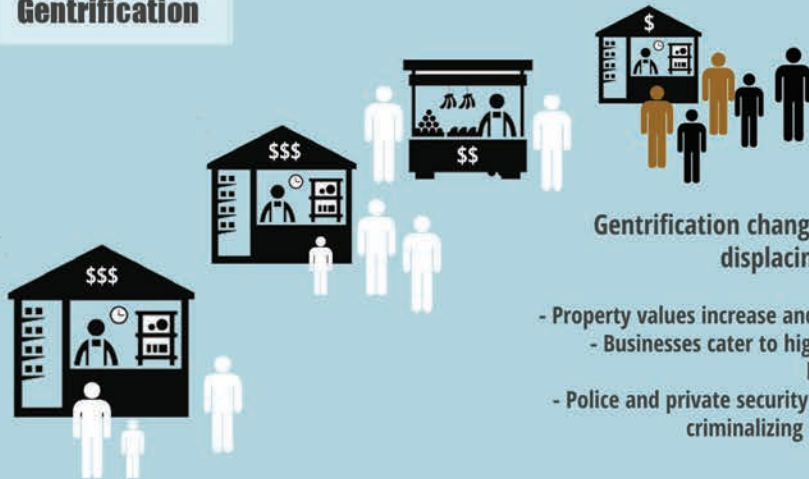 Gentrification
$
$$
$$$
$$$
Gentrification chang
displacin
- Property values increase and
- Businesses cater to hig
- Police and private security
criminalizing